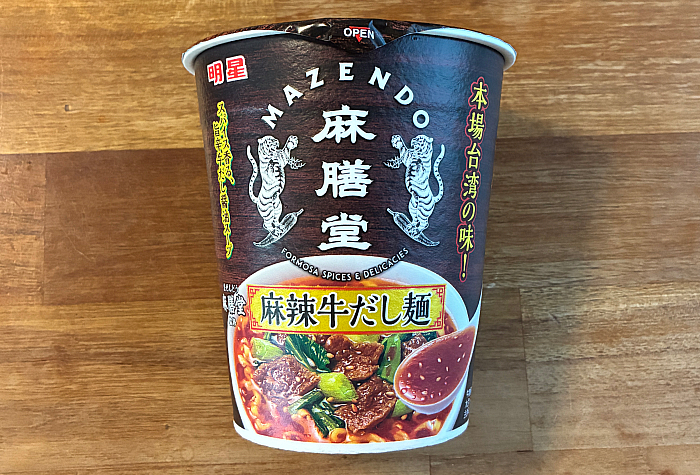 OPEN
明星
MAZENDO
麻膳堂
FORMOSA SPICES & DELICACIES
本場台湾の味!
麻辣牛だし麺